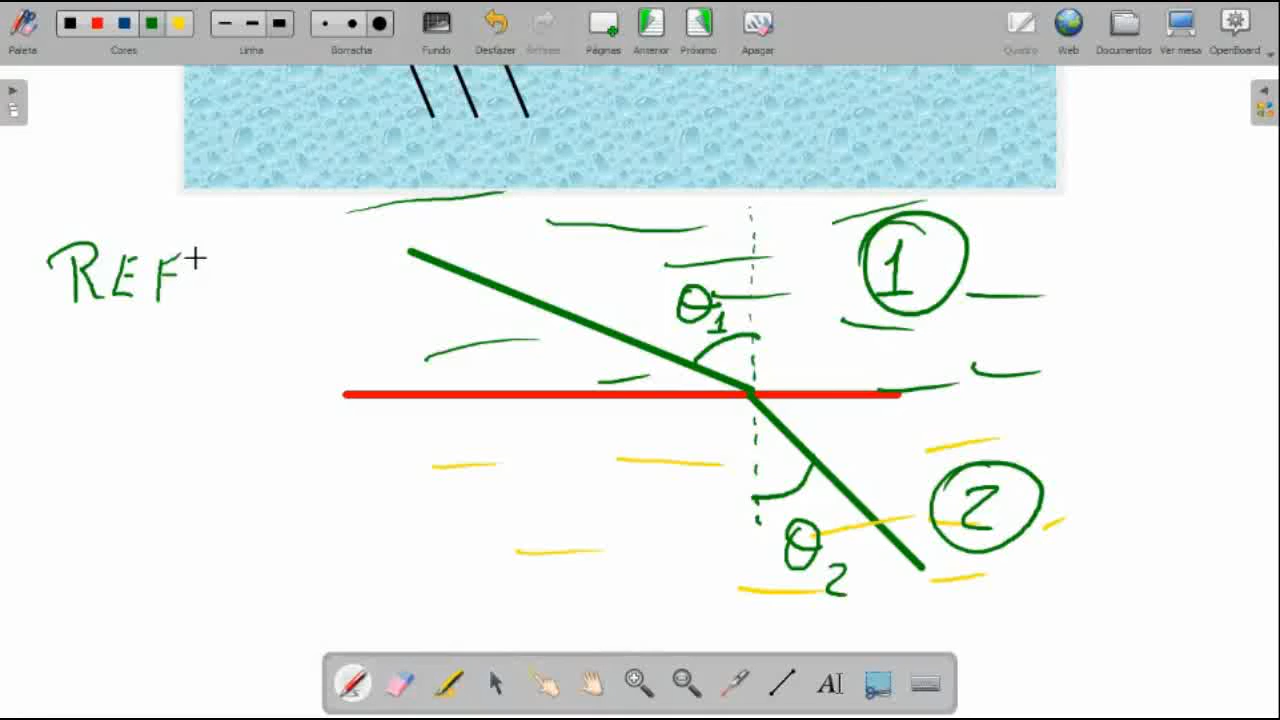 Paleta Cores Linha Borracha Fundo Desfazer Refazer Páginas Anterior Próximo Apagar Quadro Web Documentos Ver mesa OpenBoard
1
REF
θ1
2
θ2
AI